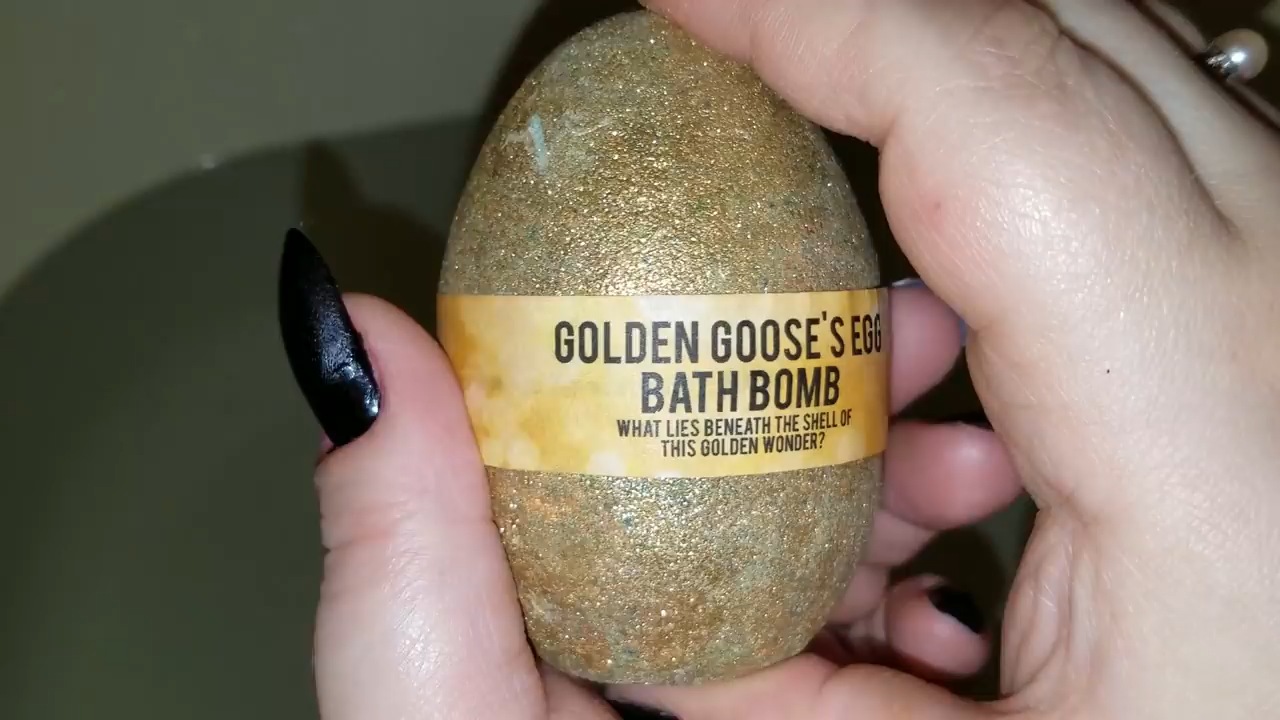 GOLDEN GOOSE'S EGG
BATH BOMB
WHAT LIES BENEATH THE SHELL OF
THIS GOLDEN WONDER?